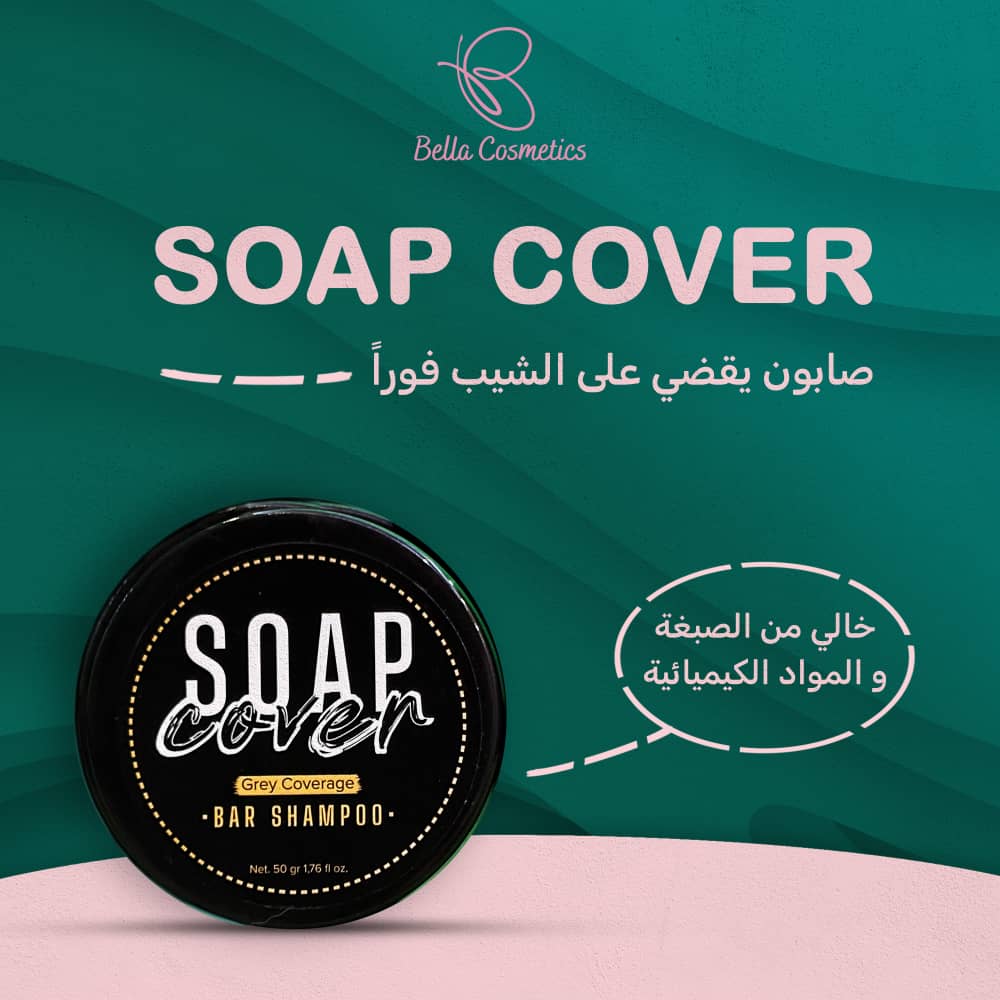 Bella Cosmetics
SOAP COVER
صابون يقضي على الشيب فوراً
خالي من الصبغة
و المواد الكيميائية
SOAP
cover
Grey Coverage
·BAR SHAMPOO·
Net. 50 gr 1,76 fl oz.